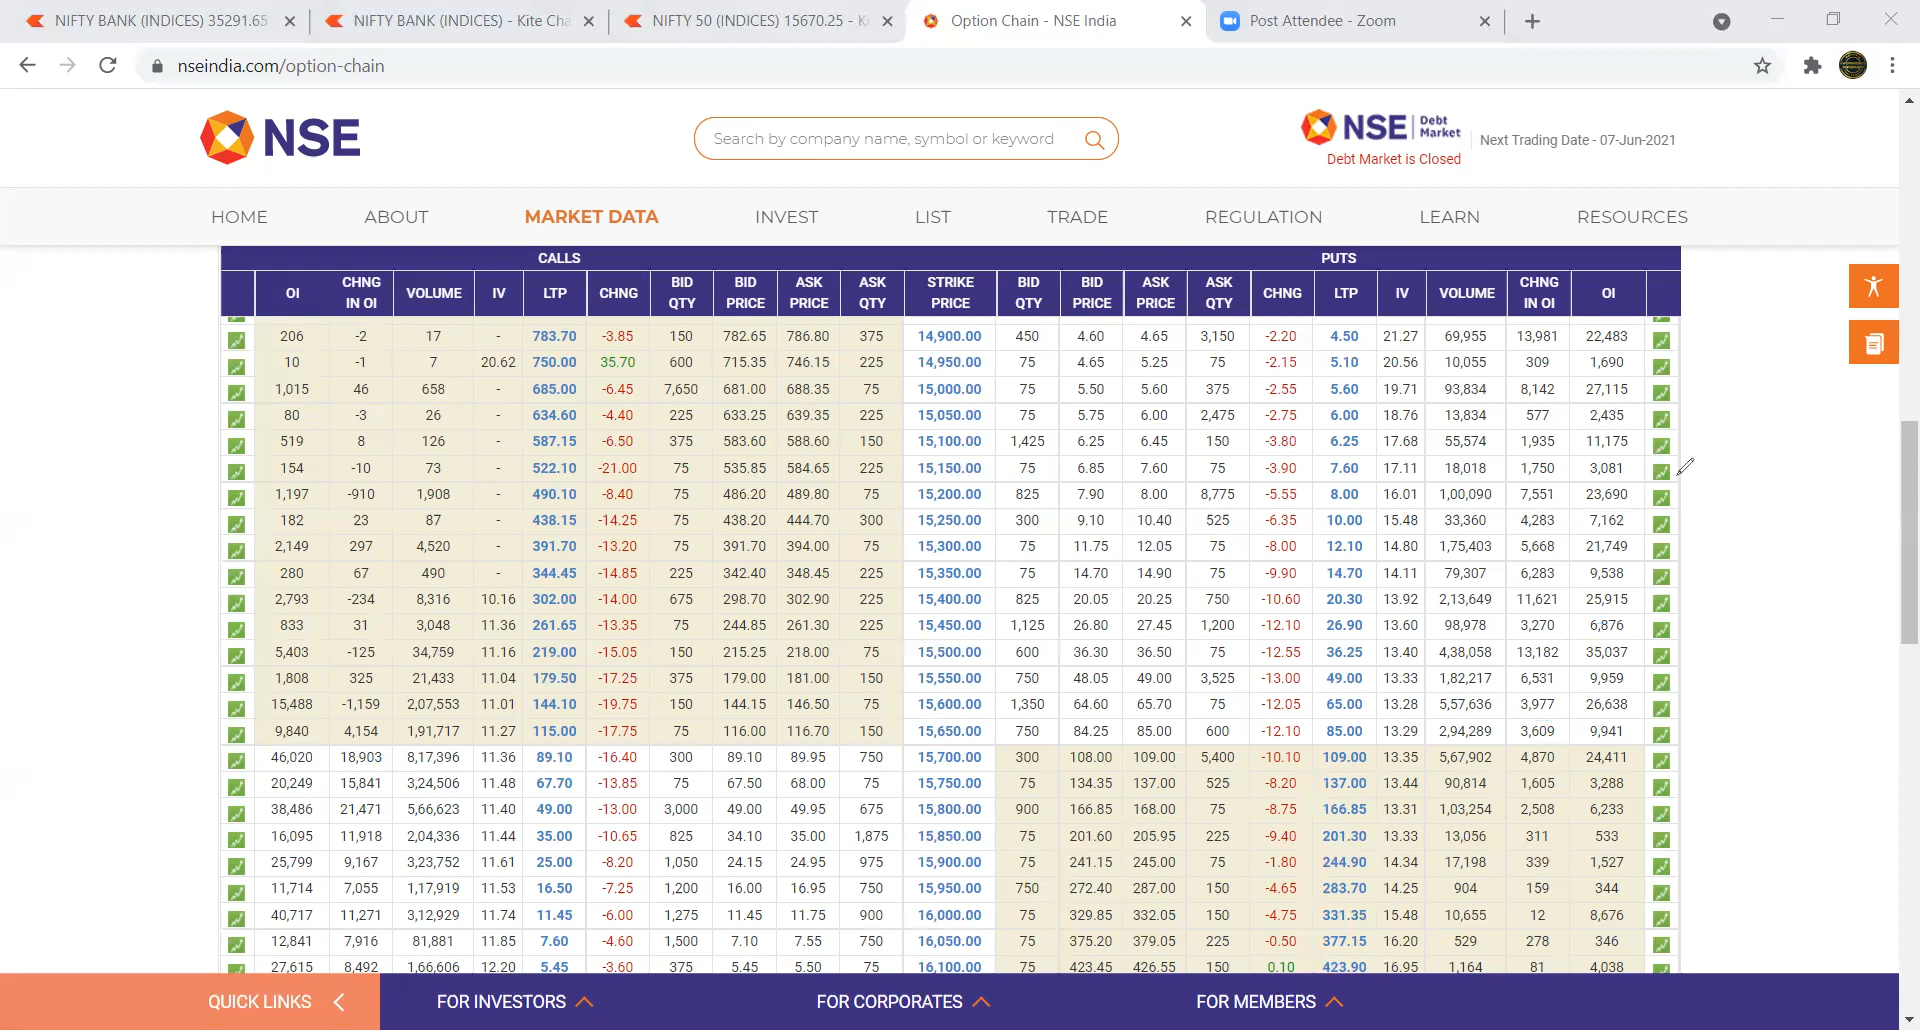 NIFTY BANK (INDICES) 35291.65
NIFTY BANK (INDICES) - Kite Cha
NIFTY 50 (INDICES) 15670.25 - K
Option Chain - NSE India
Post Attendee - Zoom
nseindia.com/option-chain
NSE
Search by company name, symbol or keyword
NSE Debt Market
Debt Market is Closed
Next Trading Date - 07-Jun-2021
HOME ABOUT MARKET DATA INVEST LIST TRADE REGULATION LEARN RESOURCES
CALLS PUTS
OI CHNG IN OI VOLUME IV LTP CHNG BID QTY BID PRICE ASK PRICE ASK QTY STRIKE PRICE BID QTY BID PRICE ASK PRICE ASK QTY CHNG LTP IV VOLUME CHNG IN OI OI
206 -2 17 - 783.70 -3.85 150 782.65 786.80 375 14,900.00 450 4.60 4.65 3,150 -2.20 4.50 21.27 69,955 13,981 22,483
10 -1 7 20.62 750.00 35.70 600 715.35 746.15 225 14,950.00 75 4.65 5.25 75 -2.15 5.10 20.56 10,055 309 1,690
1,015 46 658 - 685.00 -6.45 7,650 681.00 688.35 75 15,000.00 75 5.50 5.60 375 -2.55 5.60 19.71 93,834 8,142 27,115
80 -3 26 - 634.60 -4.40 225 633.25 639.35 225 15,050.00 75 5.75 6.00 2,475 -2.75 6.00 18.76 13,834 577 2,435
519 8 126 - 587.15 -6.50 375 583.60 588.60 150 15,100.00 1,425 6.25 6.45 150 -3.80 6.25 17.68 55,574 1,935 11,175
154 -10 73 - 522.10 -21.00 75 535.85 584.65 225 15,150.00 75 6.85 7.60 75 -3.90 7.60 17.11 18,018 1,750 3,081
1,197 -910 1,908 - 490.10 -8.40 75 486.20 489.80 75 15,200.00 825 7.90 8.00 8,775 -5.55 8.00 16.01 1,00,090 7,551 23,690
182 23 87 - 438.15 -14.25 75 438.20 444.70 300 15,250.00 300 9.10 10.40 525 -6.35 10.00 15.48 33,360 4,283 7,162
2,149 297 4,520 - 391.70 -13.20 75 391.70 394.00 75 15,300.00 75 11.75 12.05 75 -8.00 12.10 14.80 1,75,403 5,668 21,749
280 67 490 - 344.45 -14.85 225 342.40 348.45 225 15,350.00 75 14.70 14.90 75 -9.90 14.70 14.11 79,307 6,283 9,538
2,793 -234 8,316 10.16 302.00 -14.00 675 298.70 302.90 225 15,400.00 825 20.05 20.25 750 -10.60 20.30 13.92 2,13,649 11,621 25,915
833 31 3,048 11.36 261.65 -13.35 75 244.85 261.30 225 15,450.00 1,125 26.80 27.45 1,200 -12.10 26.90 13.60 98,978 3,270 6,876
5,403 -125 34,759 11.16 219.00 -15.05 150 215.25 218.00 75 15,500.00 600 36.30 36.50 75 -12.55 36.25 13.40 4,38,058 13,182 35,037
1,808 325 21,433 11.04 179.50 -17.25 375 179.00 181.00 150 15,550.00 750 48.05 49.00 3,525 -13.00 49.00 13.33 1,82,217 6,531 9,959
15,488 -1,159 2,07,553 11.01 144.10 -19.75 150 144.15 146.50 75 15,600.00 1,350 64.60 65.70 75 -12.05 65.00 13.28 5,57,636 3,977 26,638
9,840 4,154 1,91,717 11.27 115.00 -17.75 75 116.00 116.70 150 15,650.00 750 84.25 85.00 600 -12.10 85.00 13.29 2,94,289 3,609 9,941
46,020 18,903 8,17,396 11.36 89.10 -16.40 300 89.10 89.95 750 15,700.00 300 108.00 109.00 5,400 -10.10 109.00 13.35 5,67,902 4,870 24,411
20,249 15,841 3,24,506 11.48 67.70 -13.85 75 67.50 68.00 75 15,750.00 75 134.35 137.00 525 -8.20 137.00 13.44 90,814 1,605 3,288
38,486 21,471 5,66,623 11.40 49.00 -13.00 3,000 49.00 49.95 675 15,800.00 900 166.85 168.00 75 -8.75 166.85 13.31 1,03,254 2,508 6,233
16,095 11,918 2,04,336 11.44 35.00 -10.65 825 34.10 35.00 1,875 15,850.00 75 201.60 205.95 225 -9.40 201.30 13.33 13,056 311 533
25,799 9,167 3,23,752 11.61 25.00 -8.20 1,050 24.15 24.95 975 15,900.00 75 241.15 245.00 75 -1.80 244.90 14.34 17,198 339 1,527
11,714 7,055 1,17,919 11.53 16.50 -7.25 1,200 16.00 16.95 750 15,950.00 750 272.40 287.00 150 -4.65 283.70 14.25 904 159 344
40,717 11,271 3,12,929 11.74 11.45 -6.00 1,275 11.45 11.75 900 16,000.00 75 329.85 332.05 150 -4.75 331.35 15.48 10,655 12 8,676
12,841 7,916 81,881 11.85 7.60 -4.60 1,500 7.10 7.55 750 16,050.00 75 375.20 379.05 225 -0.50 377.15 16.20 529 278 346
27,615 8,492 1,66,606 12.20 5.45 -3.60 375 5.45 5.50 75 16,100.00 75 423.45 426.55 150 0.10 423.90 16.95 1,164 81 4,038
QUICK LINKS FOR INVESTORS FOR CORPORATES FOR MEMBERS